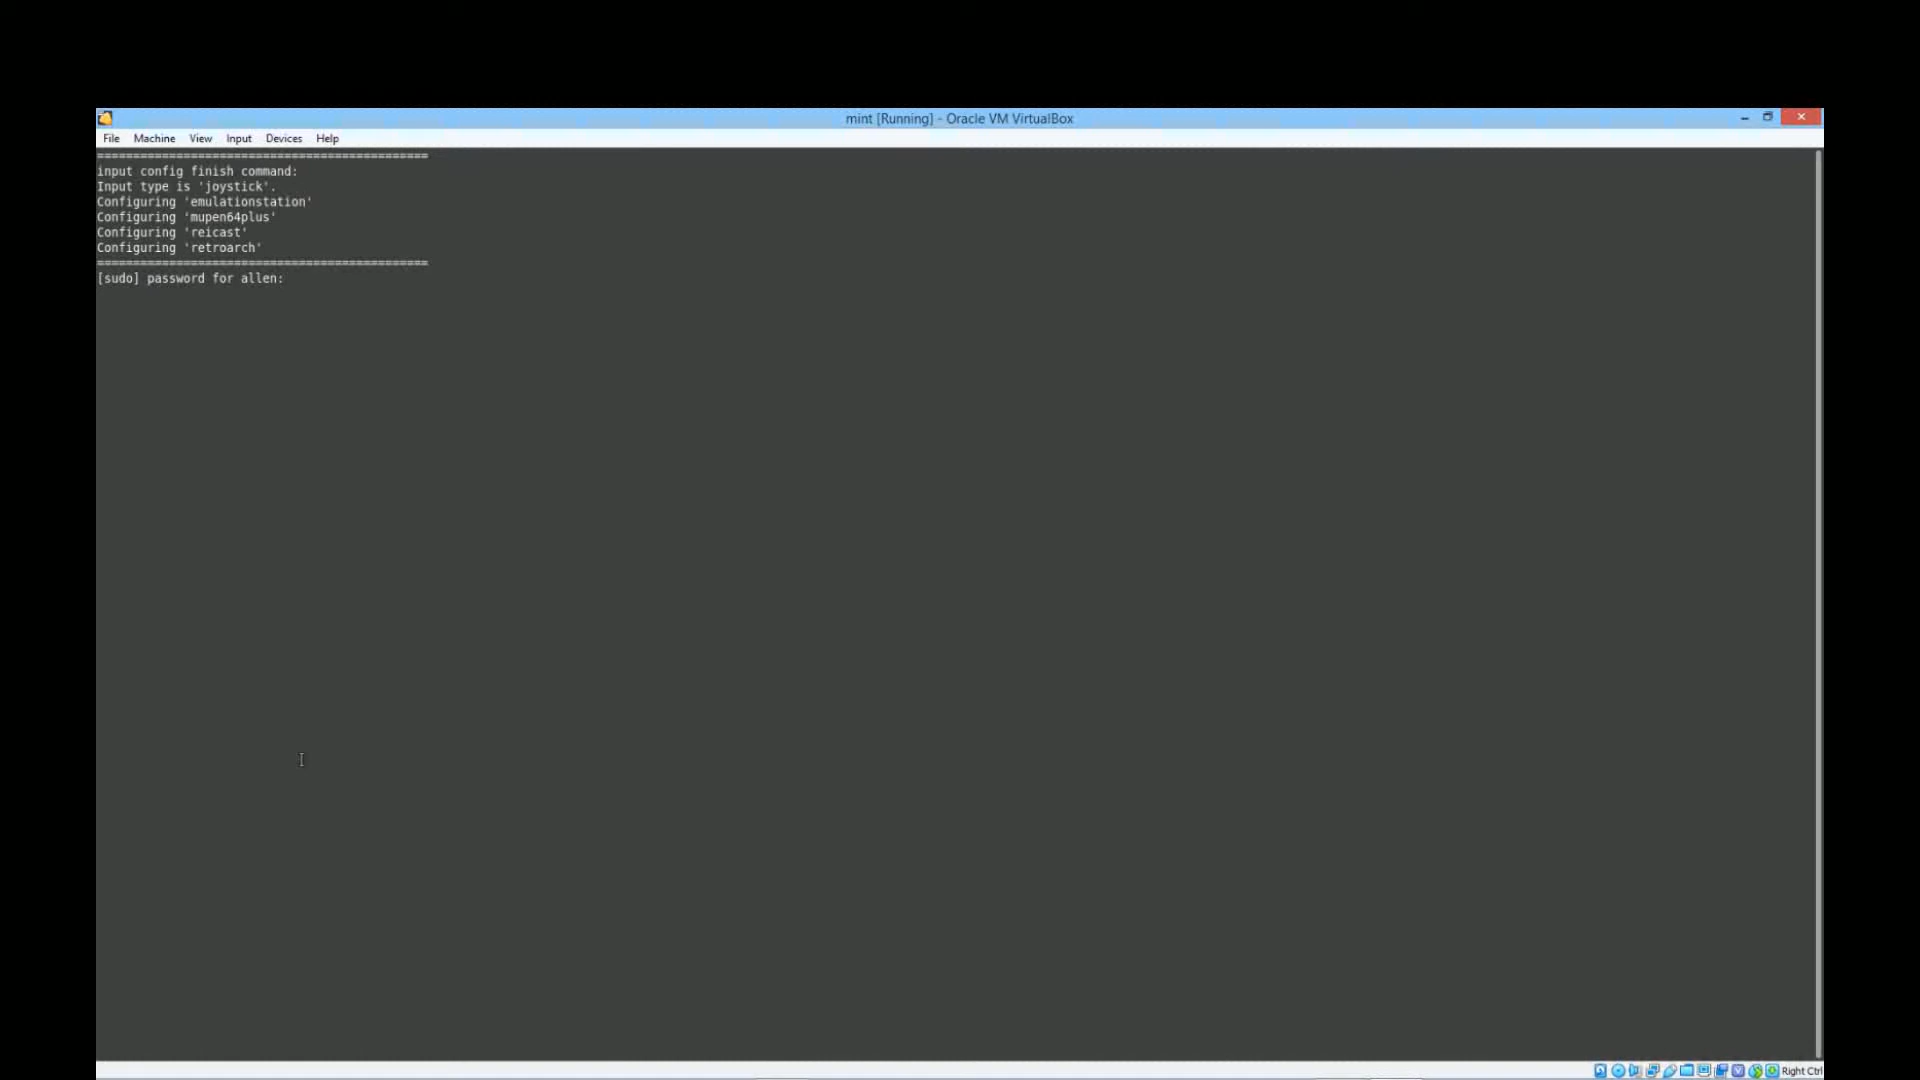 mint [Running] - Oracle VM VirtualBox
File Machine View Input Devices Help
==============================================
input config finish command:
Input type is 'joystick'.
Configuring 'emulationstation'
Configuring 'mupen64plus'
Configuring 'reicast'
Configuring 'retroarch'
==============================================
[sudo] password for allen:
Right Ctrl